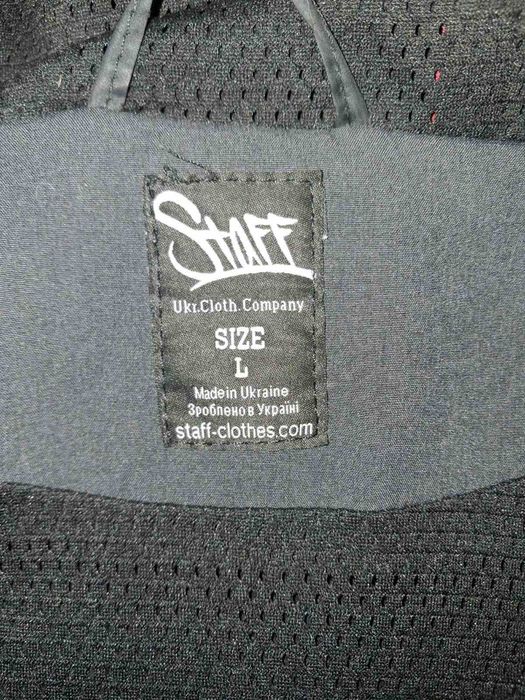 Staff
Ukr.Cloth.Company
SIZE
L
Made in Ukraine
Зроблено в Україні
staff-clothes.com